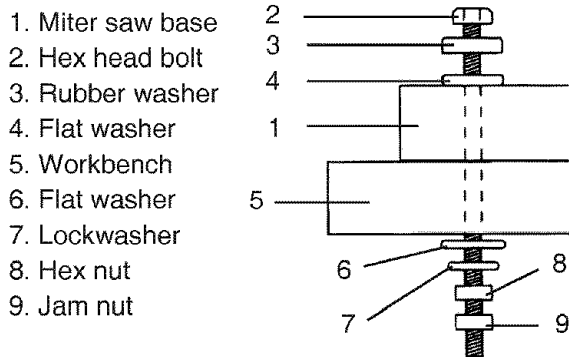 1. Miter saw base
2. Hex head bolt
3. Rubber washer
4. Flat washer
5. Workbench
6. Flat washer
7. Lockwasher
8. Hex nut
9. Jam nut
2
3
4
1
5
6
7
8
9